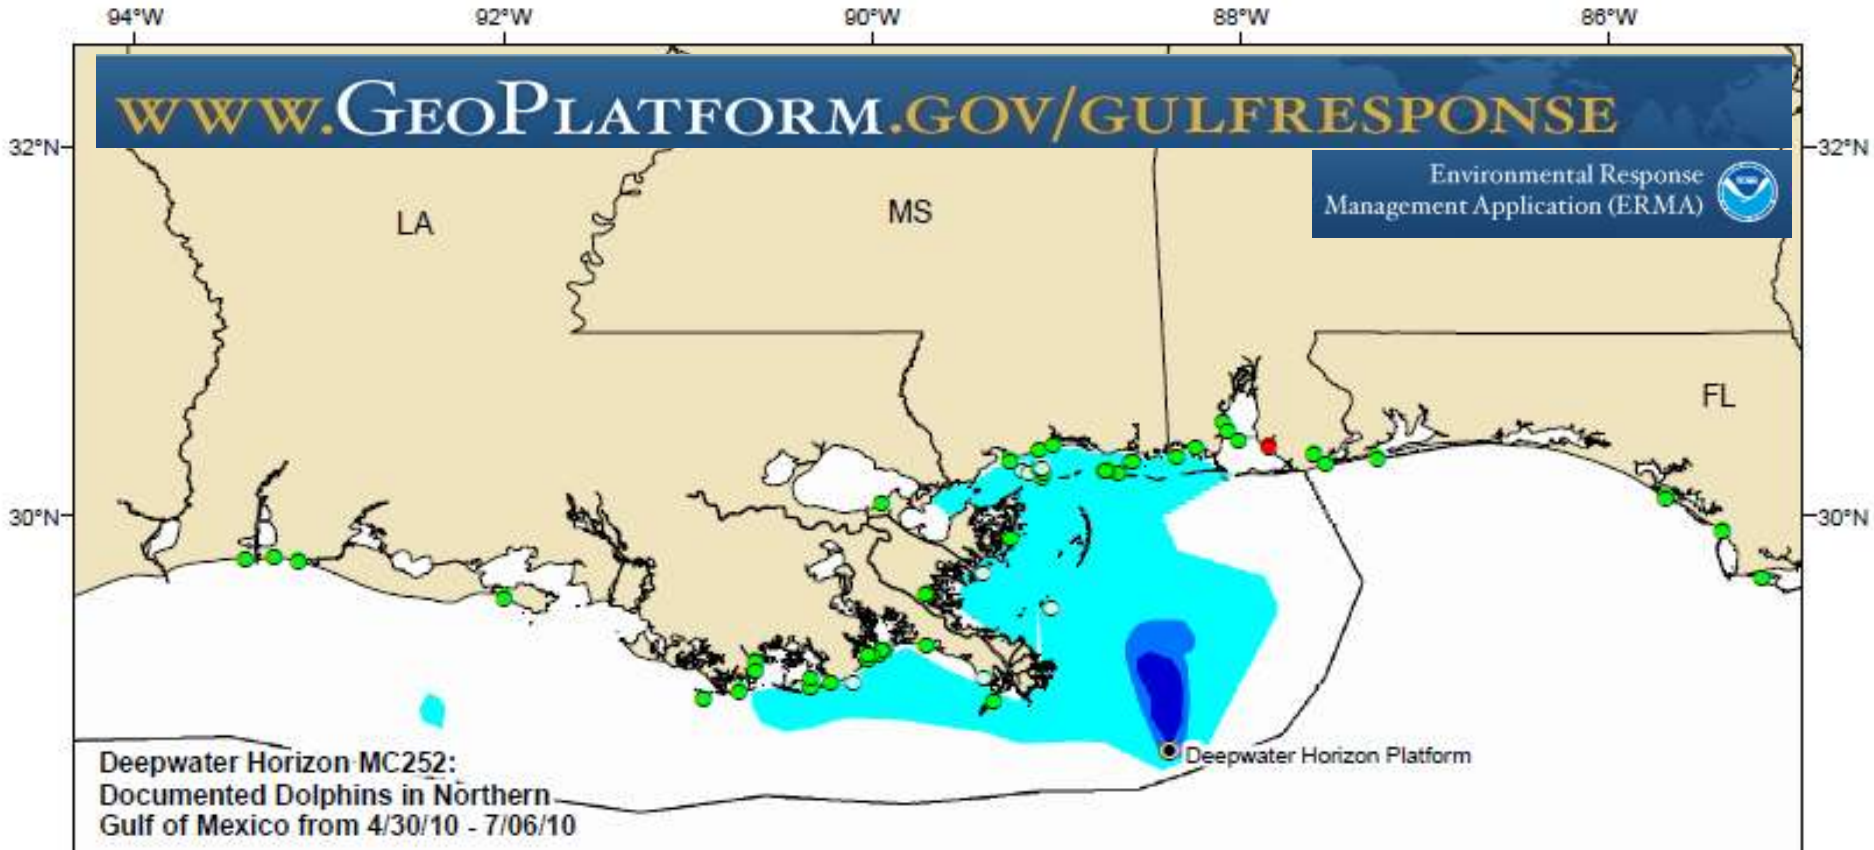 94°W 92°W 90°W 88°W 86°W
www.GeoPlatform.gov/gulfresponse
32°N 32°N
Environmental Response
Management Application (ERMA)
LA
MS
FL
30°N 30°N
Deepwater Horizon Platform
Deepwater Horizon MC252:
Documented Dolphins in Northern
Gulf of Mexico from 4/30/10 - 7/06/10